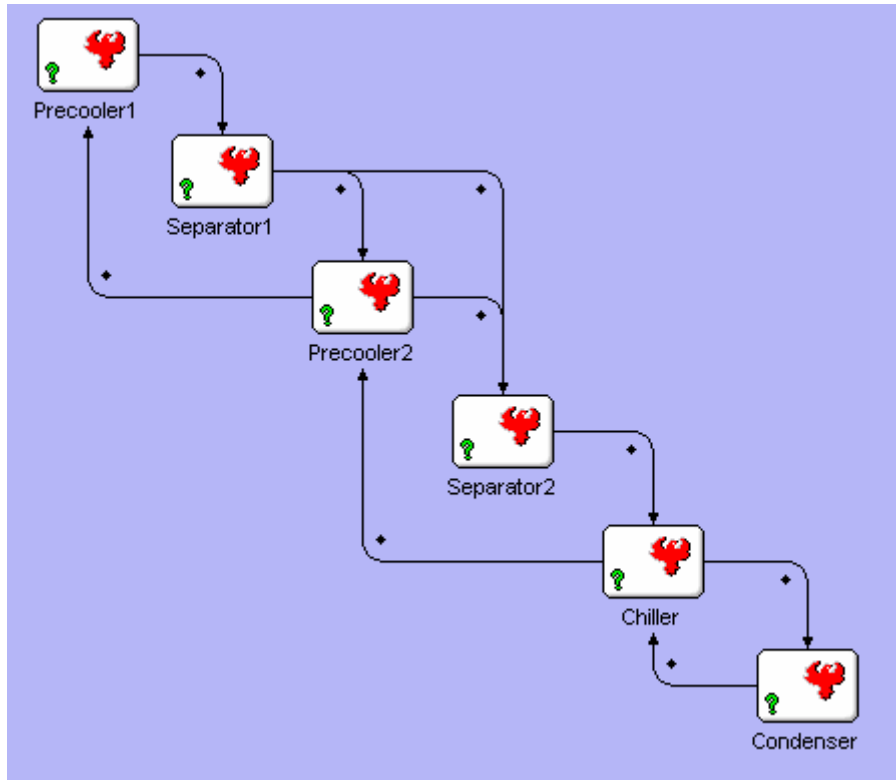 Precooler1
Separator1
Precooler2
Separator2
Chiller
Condenser